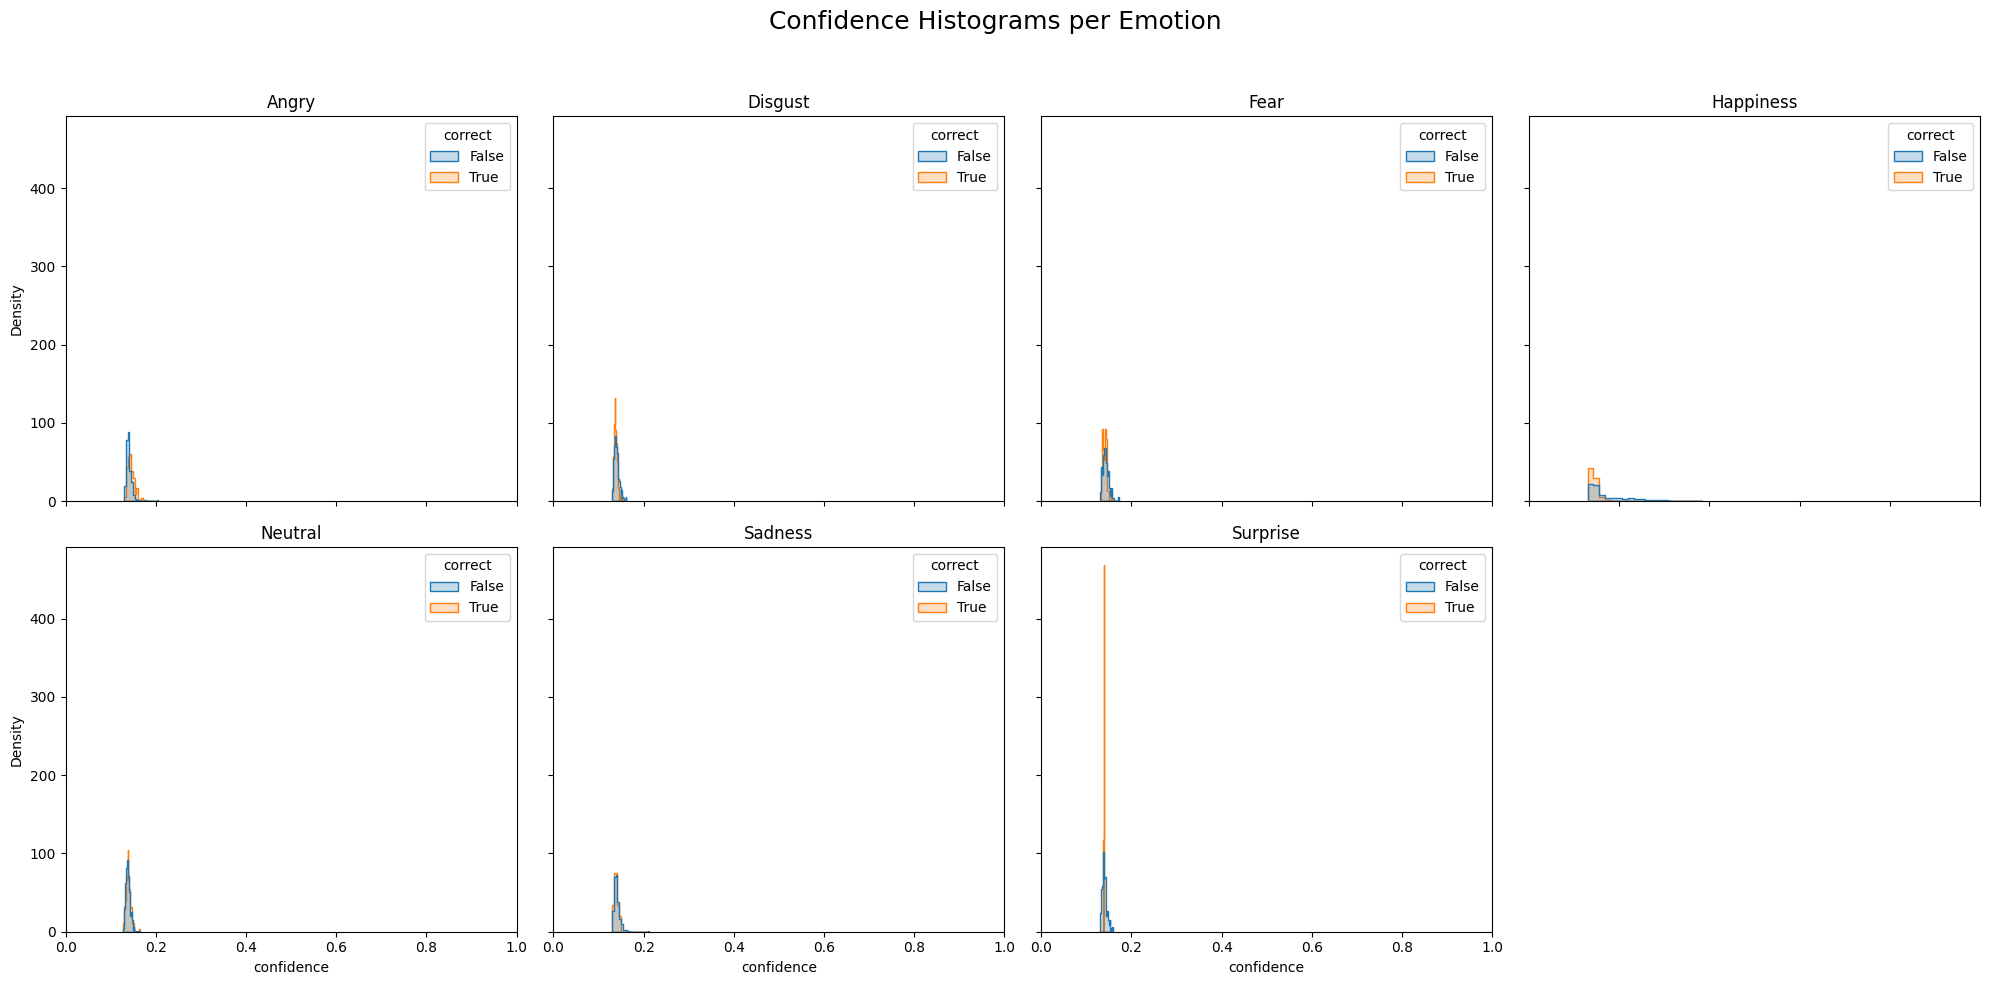 Confidence Histograms per Emotion
Angry
correct
False
True
400
300
200
100
0
Density
Disgust
correct
False
True
Fear
correct
False
True
Happiness
correct
False
True
Neutral
correct
False
True
400
300
200
100
0
Density
0.0 0.2 0.4 0.6 0.8 1.0
confidence
Sadness
correct
False
True
0.2 0.4 0.6 0.8 1.0
confidence
Surprise
correct
False
True
0.0 0.2 0.4 0.6 0.8 1.0
confidence